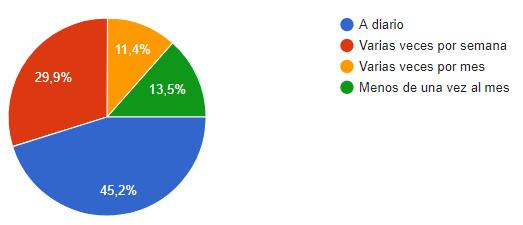 A diario
Varias veces por semana
Varias veces por mes
Menos de una vez al mes
11,4%
29,9%
13,5%
45,2%